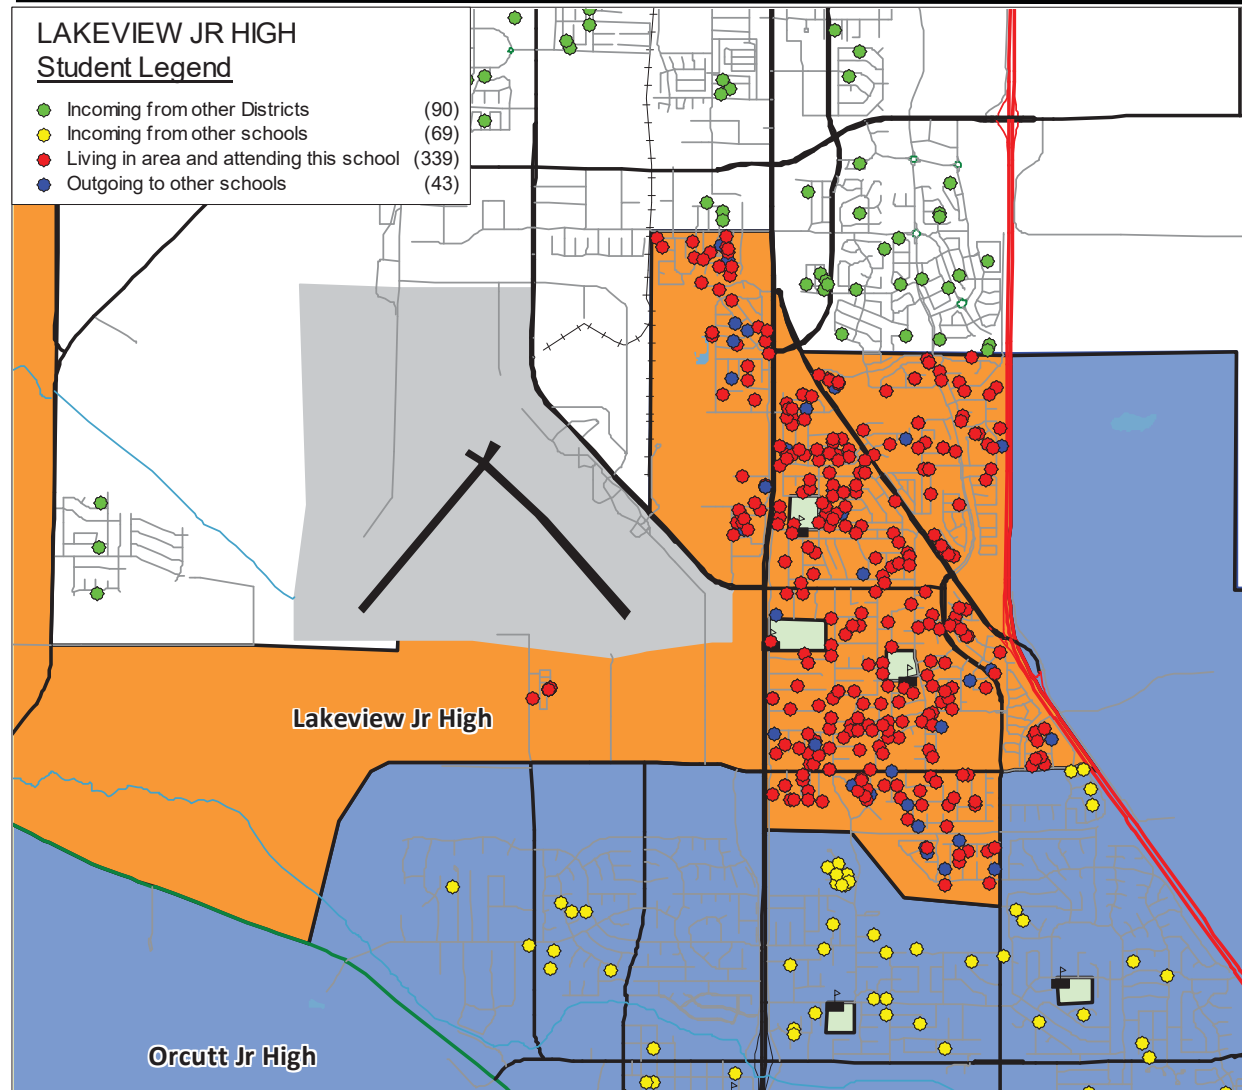 LAKEVIEW JR HIGH
Student Legend
Incoming from other Districts (90)
Incoming from other schools (69)
Living in area and attending this school (339)
Outgoing to other schools (43)
Lakeview Jr High
Orcutt Jr High